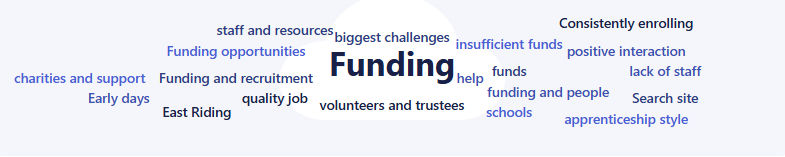 Consistently enrolling
staff and resources
biggest challenges
insufficient funds
Funding opportunities
positive interaction
Funding
charities and support
Funding and recruitment
help
funds
lack of staff
Early days
quality job
funding and people
Search site
East Riding
volunteers and trustees
schools
apprenticeship style